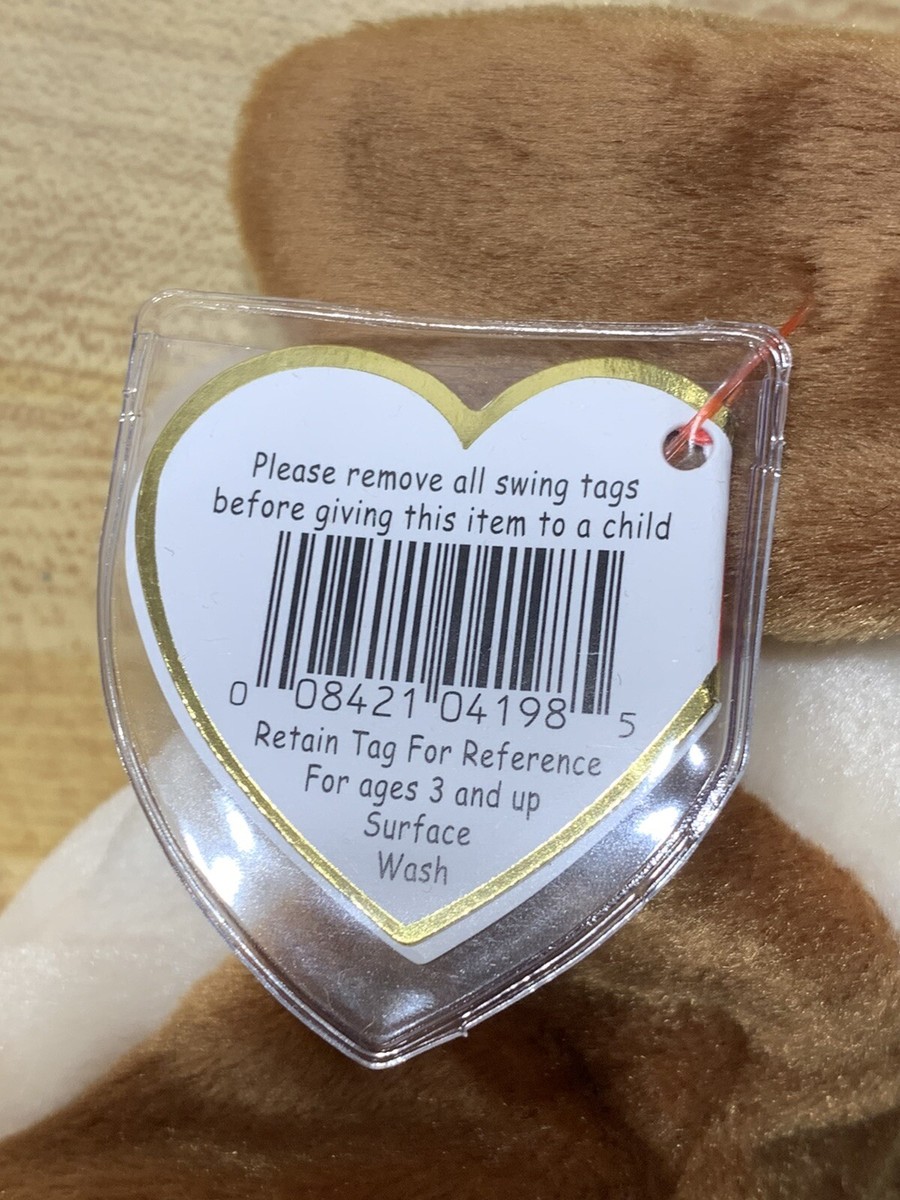 Please remove all swing tags
before giving this item to a child
0 08421 04198 5
Retain Tag For Reference
For ages 3 and up
Surface
Wash